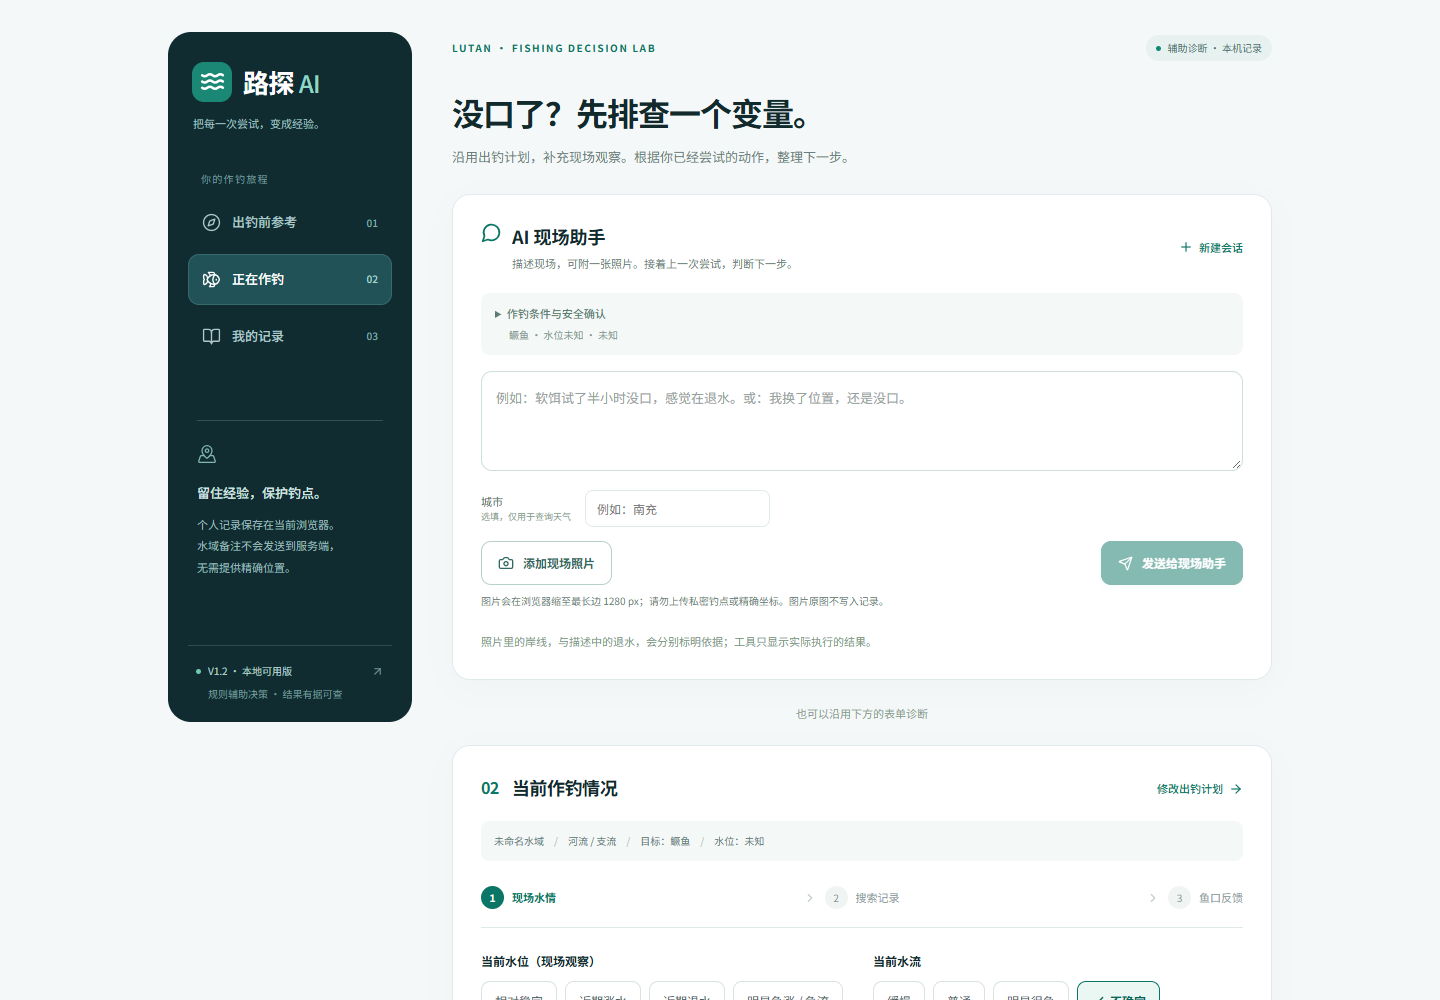 路探 AI
把每一次尝试，变成经验。
你的作钓旅程
出钓前参考 01
正在作钓 02
我的记录 03
留住经验，保护钓点。
个人记录保存在当前浏览器。
水域备注不会发送到服务端，
无需提供精确位置。
V1.2 · 本地可用版
规则辅助决策 · 结果有据可查
LUTAN · FISHING DECISION LAB
辅助诊断 · 本机记录
没口了？先排查一个变量。
沿用出钓计划，补充现场观察。根据你已经尝试的动作，整理下一步。
AI 现场助手
描述现场，可附一张照片。接着上一次尝试，判断下一步。
新建会话
作钓条件与安全确认
鳜鱼 · 水位未知 · 未知
例如：软饵试了半小时没口，感觉在退水。或：我换了位置，还是没口。
城市
选填，仅用于查询天气
例如：南充
添加现场照片
发送给现场助手
图片会在浏览器缩至最长边 1280 px；请勿上传私密钓点或精确坐标。图片原图不写入记录。
照片里的岸线，与描述中的退水，会分别标明依据；工具只显示实际执行的结果。
也可以沿用下方的表单诊断
02 当前作钓情况
修改出钓计划
未命名水域 / 河流 / 支流 / 目标：鳜鱼 / 水位：未知
1 现场水情
2 搜索记录
3 鱼口反馈
当前水位（现场观察）
当前水流